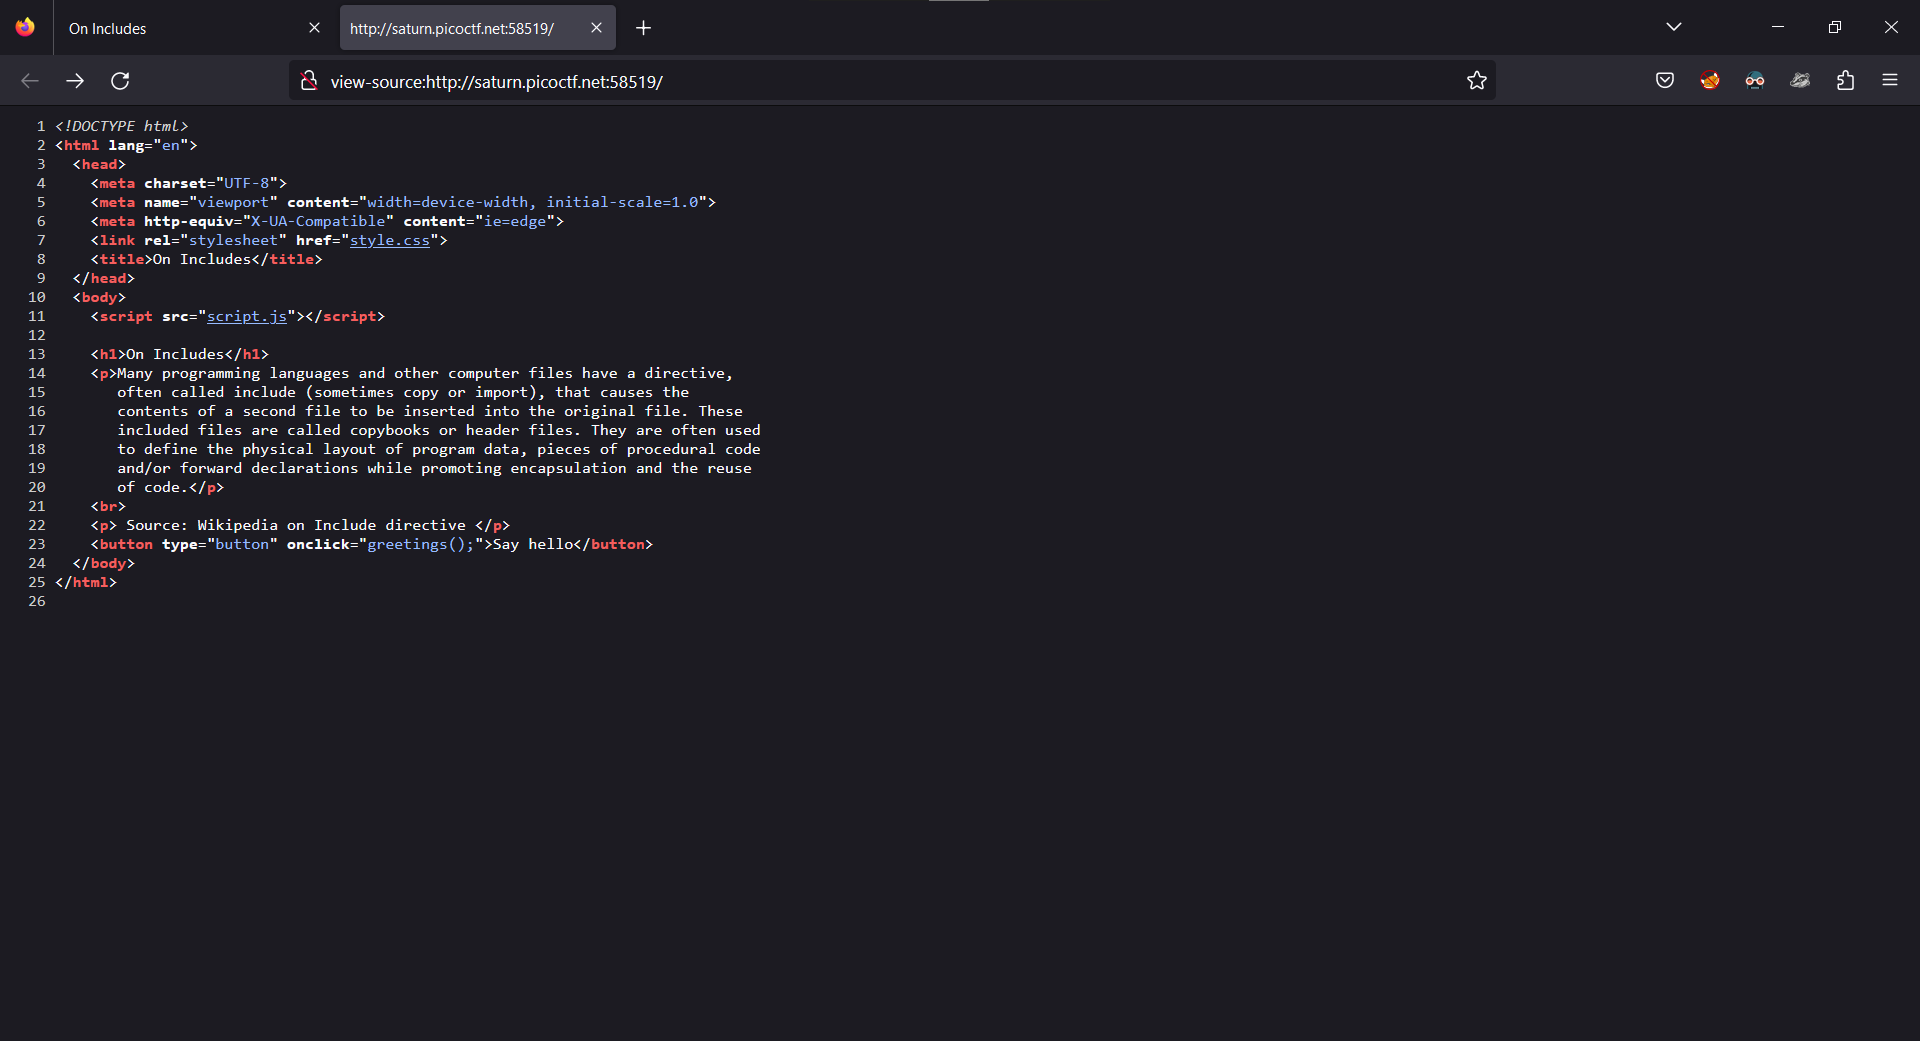 On Includes
http://saturn.picoctf.net:58519/
view-source:http://saturn.picoctf.net:58519/
1 <!DOCTYPE html>
2 <html lang="en">
3   <head>
4     <meta charset="UTF-8">
5     <meta name="viewport" content="width=device-width, initial-scale=1.0">
6     <meta http-equiv="X-UA-Compatible" content="ie=edge">
7     <link rel="stylesheet" href="style.css">
8     <title>On Includes</title>
9   </head>
10   <body>
11     <script src="script.js"></script>
12
13     <h1>On Includes</h1>
14     <p>Many programming languages and other computer files have a directive,
15        often called include (sometimes copy or import), that causes the
16        contents of a second file to be inserted into the original file. These
17        included files are called copybooks or header files. They are often used
18        to define the physical layout of program data, pieces of procedural code
19        and/or forward declarations while promoting encapsulation and the reuse
20        of code.</p>
21     <br>
22     <p> Source: Wikipedia on Include directive </p>
23     <button type="button" onclick="greetings();">Say hello</button>
24   </body>
25 </html>
26